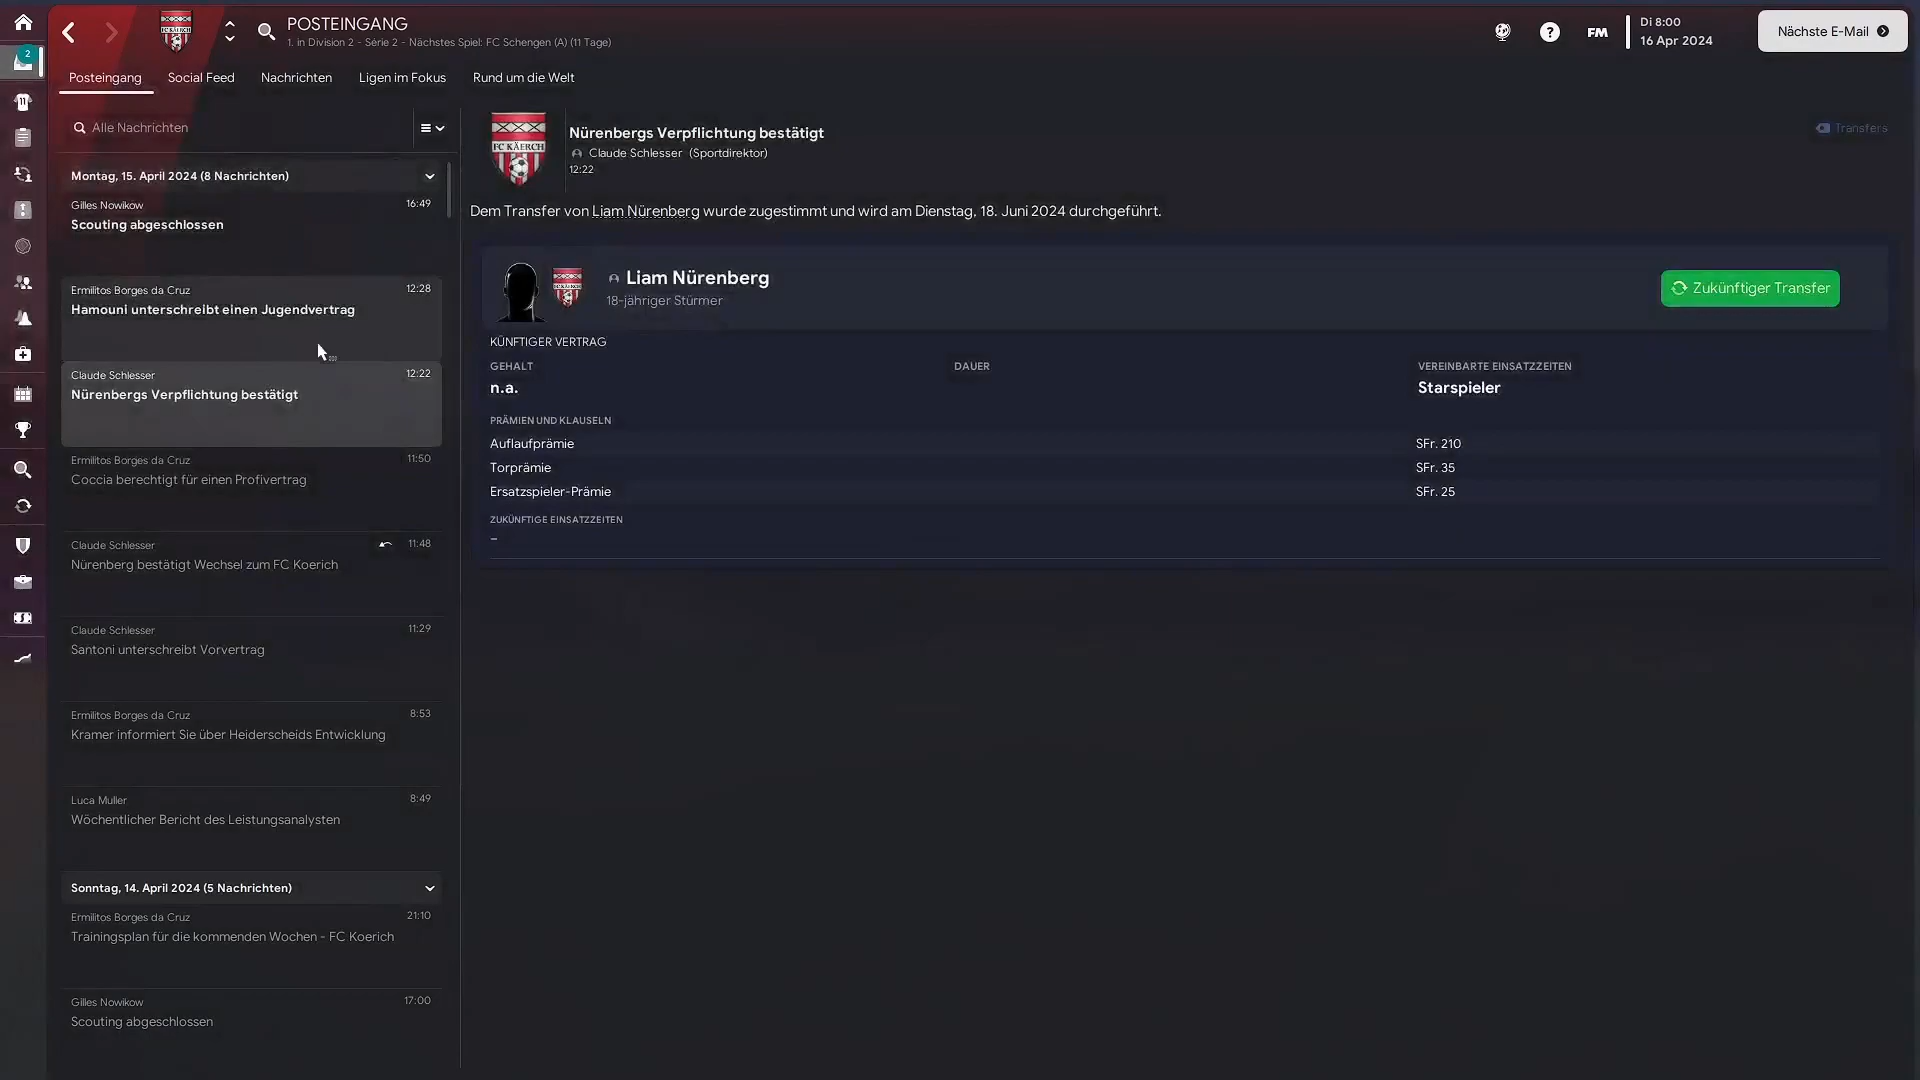 POSTEINGANG
1. in Division 2 - Série 2 - Nächstes Spiel: FC Schengen (A) (11 Tage)
FM
Di 8:00
16 Apr 2024
Nächste E-Mail
2
Posteingang
Social Feed
Nachrichten
Ligen im Fokus
Rund um die Welt
Alle Nachrichten
Montag, 15. April 2024 (8 Nachrichten)
Gilles Nowikow
16:49
Scouting abgeschlossen
Ermilitos Borges da Cruz
12:28
Hamouni unterschreibt einen Jugendvertrag
Claude Schlesser
12:22
Nürenbergs Verpflichtung bestätigt
Ermilitos Borges da Cruz
11:50
Coccia berechtigt für einen Profivertrag
Claude Schlesser
11:48
Nürenberg bestätigt Wechsel zum FC Koerich
Claude Schlesser
11:29
Santoni unterschreibt Vorvertrag
Ermilitos Borges da Cruz
8:53
Kramer informiert Sie über Heiderscheids Entwicklung
Luca Muller
8:49
Wöchentlicher Bericht des Leistungsanalysten
Sonntag, 14. April 2024 (5 Nachrichten)
Ermilitos Borges da Cruz
21:10
Trainingsplan für die kommenden Wochen - FC Koerich
Gilles Nowikow
17:00
Scouting abgeschlossen
FC KÄERCH
Nürenbergs Verpflichtung bestätigt
Claude Schlesser (Sportdirektor)
12:22
Transfers
Dem Transfer von Liam Nürenberg wurde zugestimmt und wird am Dienstag, 18. Juni 2024 durchgeführt.
Liam Nürenberg
18-jähriger Stürmer
Zukünftiger Transfer
KÜNFTIGER VERTRAG
GEHALT
DAUER
VEREINBARTE EINSATZZEITEN
n.a.
Starspieler
PRÄMIEN UND KLAUSELN
Auflaufprämie
SFr. 210
Torprämie
SFr. 35
Ersatzspieler-Prämie
SFr. 25
ZUKÜNFTIGE EINSATZZEITEN
–